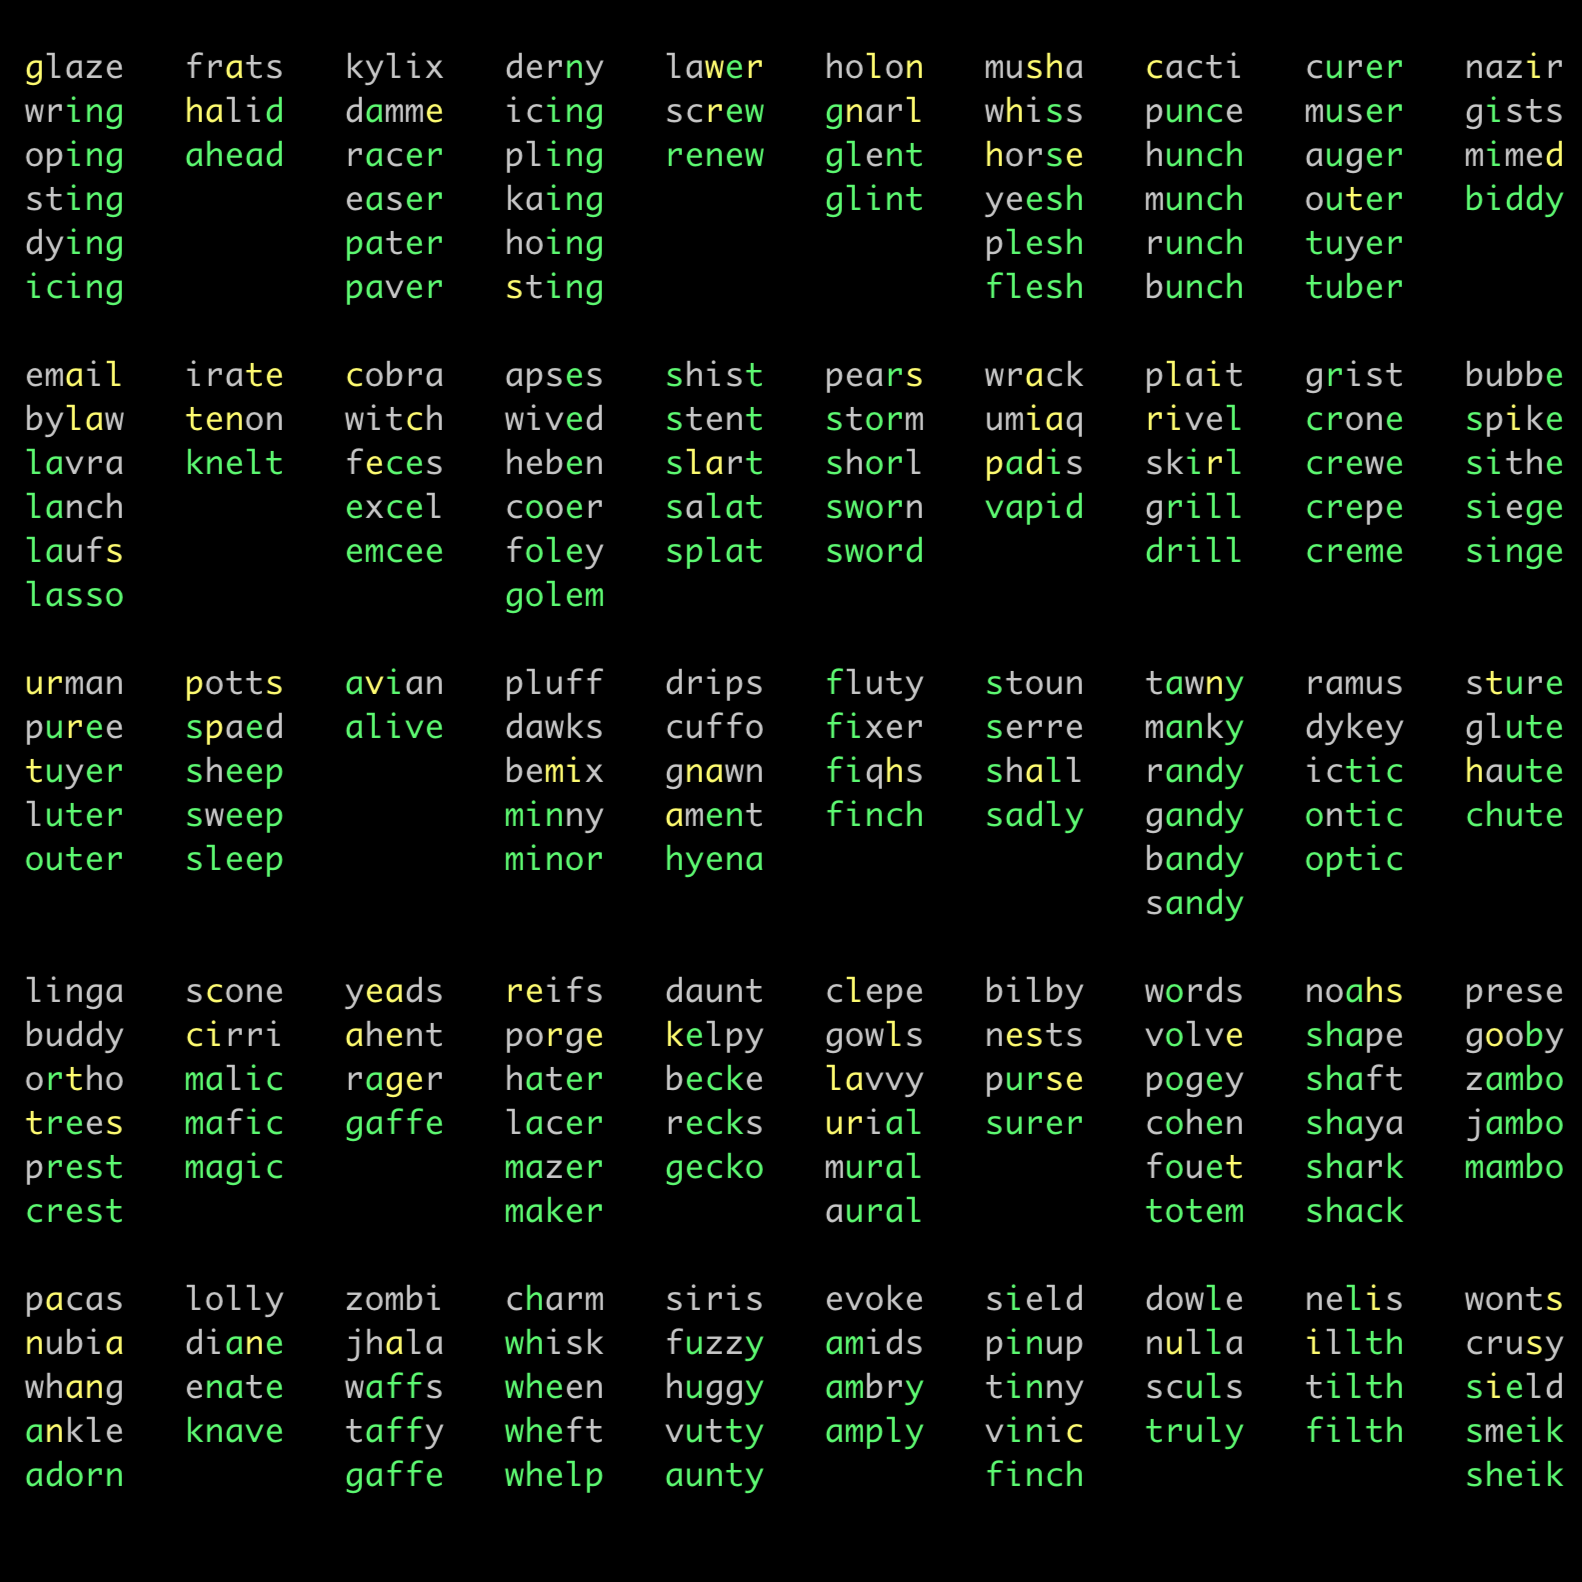 glaze frats kylix derny lawer holon musha cacti curer nazir
wring halid damme icing screw gnarl whiss punce muser gists
oping ahead racer pling renew glent horse hunch auger mimed
sting easer kaing glint yeesh munch outer biddy
dying pater hoing plesh runch tuyer
icing paver sting flesh bunch tuber
email irate cobra apses shist pears wrack plait grist bubbe
bylaw tenon witch wived stent storm umiaq rivel crone spike
lavra knelt feces heben slart shorl padis skirl crewe sithe
lanch excel cooer salat sworn vapid grill crepe siege
laufs emcee foley splat sword drill creme singe
lasso golem
urman potts avian pluff drips fluty stoun tawny ramus sture
puree spaed alive dawks cuffo fixer serre manky dykey glute
tuyer sheep bemix gnawn fiqhs shall randy ictic haute
luter sweep minny ament finch sadly gandy ontic chute
outer sleep minor hyena bandy optic
sandy
linga scone yeads reifs daunt clepe bilby words noahs prese
buddy cirri ahent porge kelpy gowls nests volve shape gooby
ortho malic rager hater becke lavvy purse pogey shaft zambo
trees mafic gaffe lacer recks urial surer cohen shaya jambo
prest magic mazer gecko mural fouet shark mambo
crest maker aural totem shack
pacas lolly zombi charm siris evoke sield dowle nelis wonts
nubia diane jhala whisk fuzzy amids pinup nulla illth crusy
whang enate waffs wheen huggy ambry tinny sculs tilth sield
ankle knave taffy wheft vutty amply vinic truly filth smeik
adorn gaffe whelp aunty finch sheik